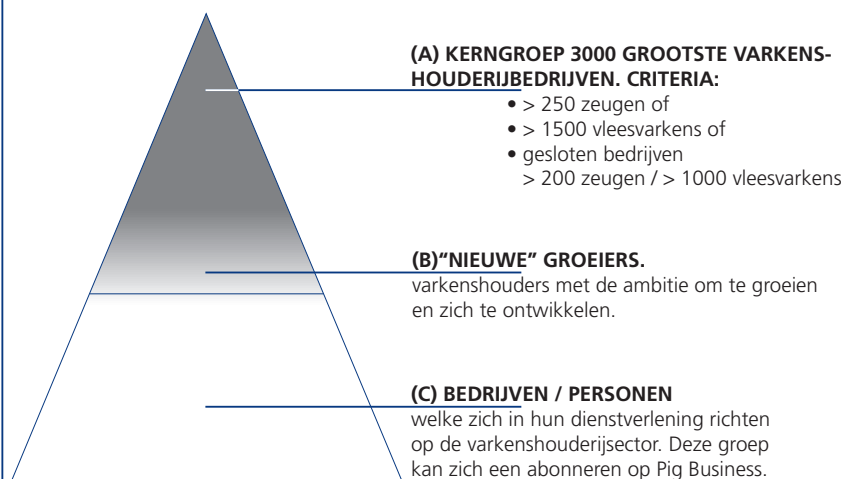 (A) KERNGROEP 3000 GROOTSTE VARKENS-
HOUDERIJBEDRIJVEN. CRITERIA:
• > 250 zeugen of
• > 1500 vleesvarkens of
• gesloten bedrijven
> 200 zeugen / > 1000 vleesvarkens
(B)"NIEUWE" GROEIERS.
varkenshouders met de ambitie om te groeien
en zich te ontwikkelen.
(C) BEDRIJVEN / PERSONEN
welke zich in hun dienstverlening richten
op de varkenshouderijsector. Deze groep
kan zich een abonneren op Pig Business.